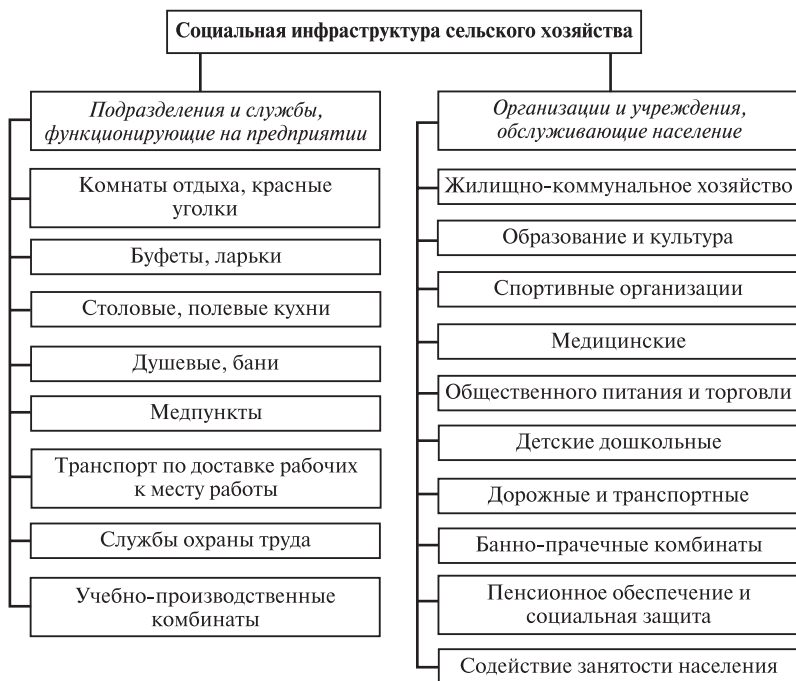 Социальная инфраструктура сельского хозяйства
Подразделения и службы,
функционирующие на предприятии
Комнаты отдыха, красные
уголки
Буфеты, ларьки
Столовые, полевые кухни
Душевые, бани
Медпункты
Транспорт по доставке рабочих
к месту работы
Службы охраны труда
Учебно-производственные
комбинаты
Организации и учреждения,
обслуживающие население
Жилищно-коммунальное хозяйство
Образование и культура
Спортивные организации
Медицинские
Общественного питания и торговли
Детские дошкольные
Дорожные и транспортные
Банно-прачечные комбинаты
Пенсионное обеспечение и
социальная защита
Содействие занятости населения